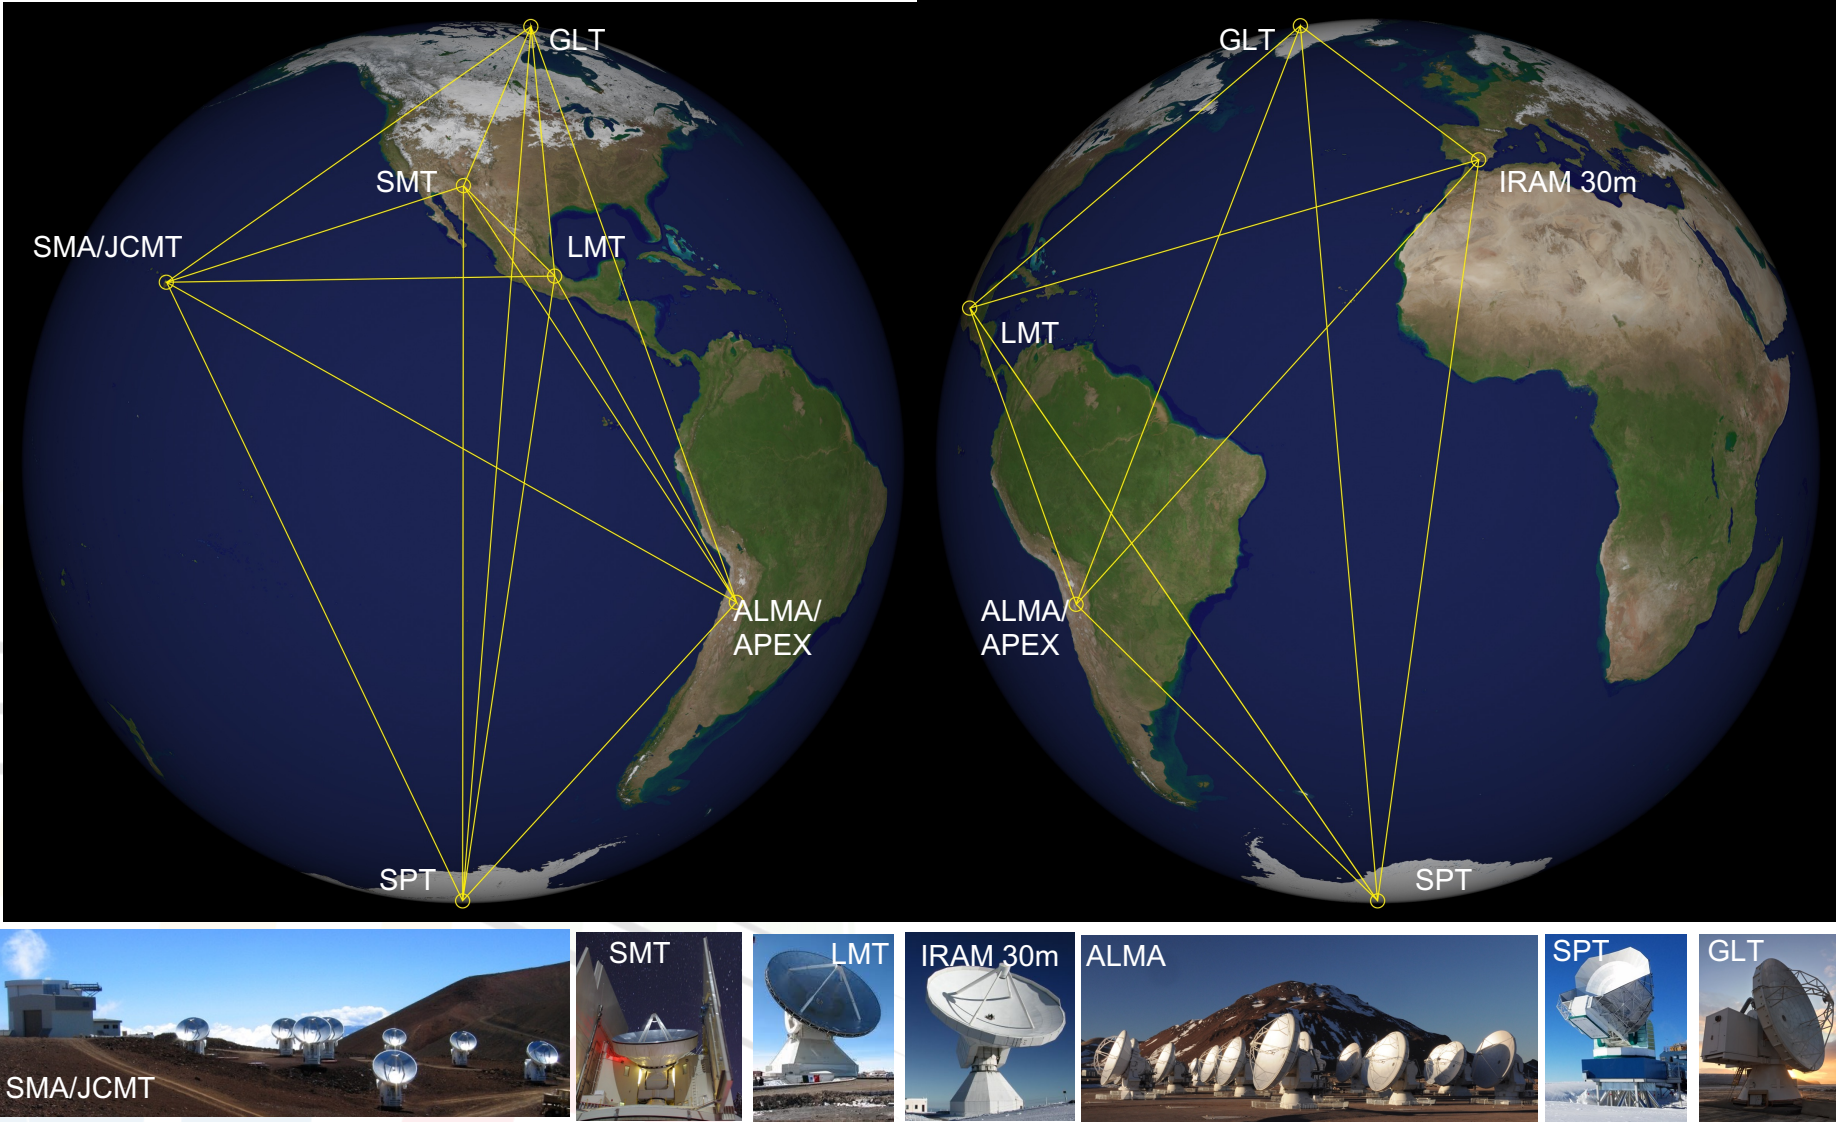 GLT
SMT
SMA/JCMT
LMT
ALMA/
APEX
SPT
GLT
IRAM 30m
LMT
ALMA/
APEX
SPT
SMA/JCMT
SMT
LMT
IRAM 30m
ALMA
SPT
GLT